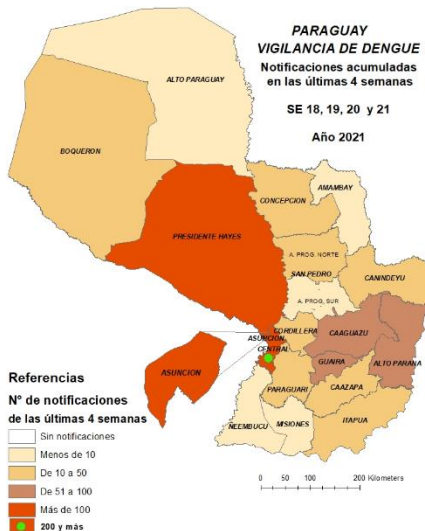 PARAGUAY
VIGILANCIA DE DENGUE
Notificaciones acumuladas
en las últimas 4 semanas
SE 18, 19, 20 y 21
Año 2021
ALTO PARAGUAY
BOQUERON
AMAMBAY
CONCEPCION
PRESIDENTE HAYES
A. PROG. NORTE
SAN PEDRO
CANINDEYU
A. PROG. SUR
CORDILLERA
ASUNCION
CENTRAL
CAAGUAZU
GUAIRA
ALTO PARANA
ASUNCION
CAAZAPA
PARAGUARI
ITAPUA
ÑEEMBUCU
MISIONES
Referencias
N° de notificaciones
de las últimas 4 semanas
Sin notificaciones
Menos de 10
De 10 a 50
De 51 a 100
Más de 100
200 y más
0 50 100 200 Kilometers